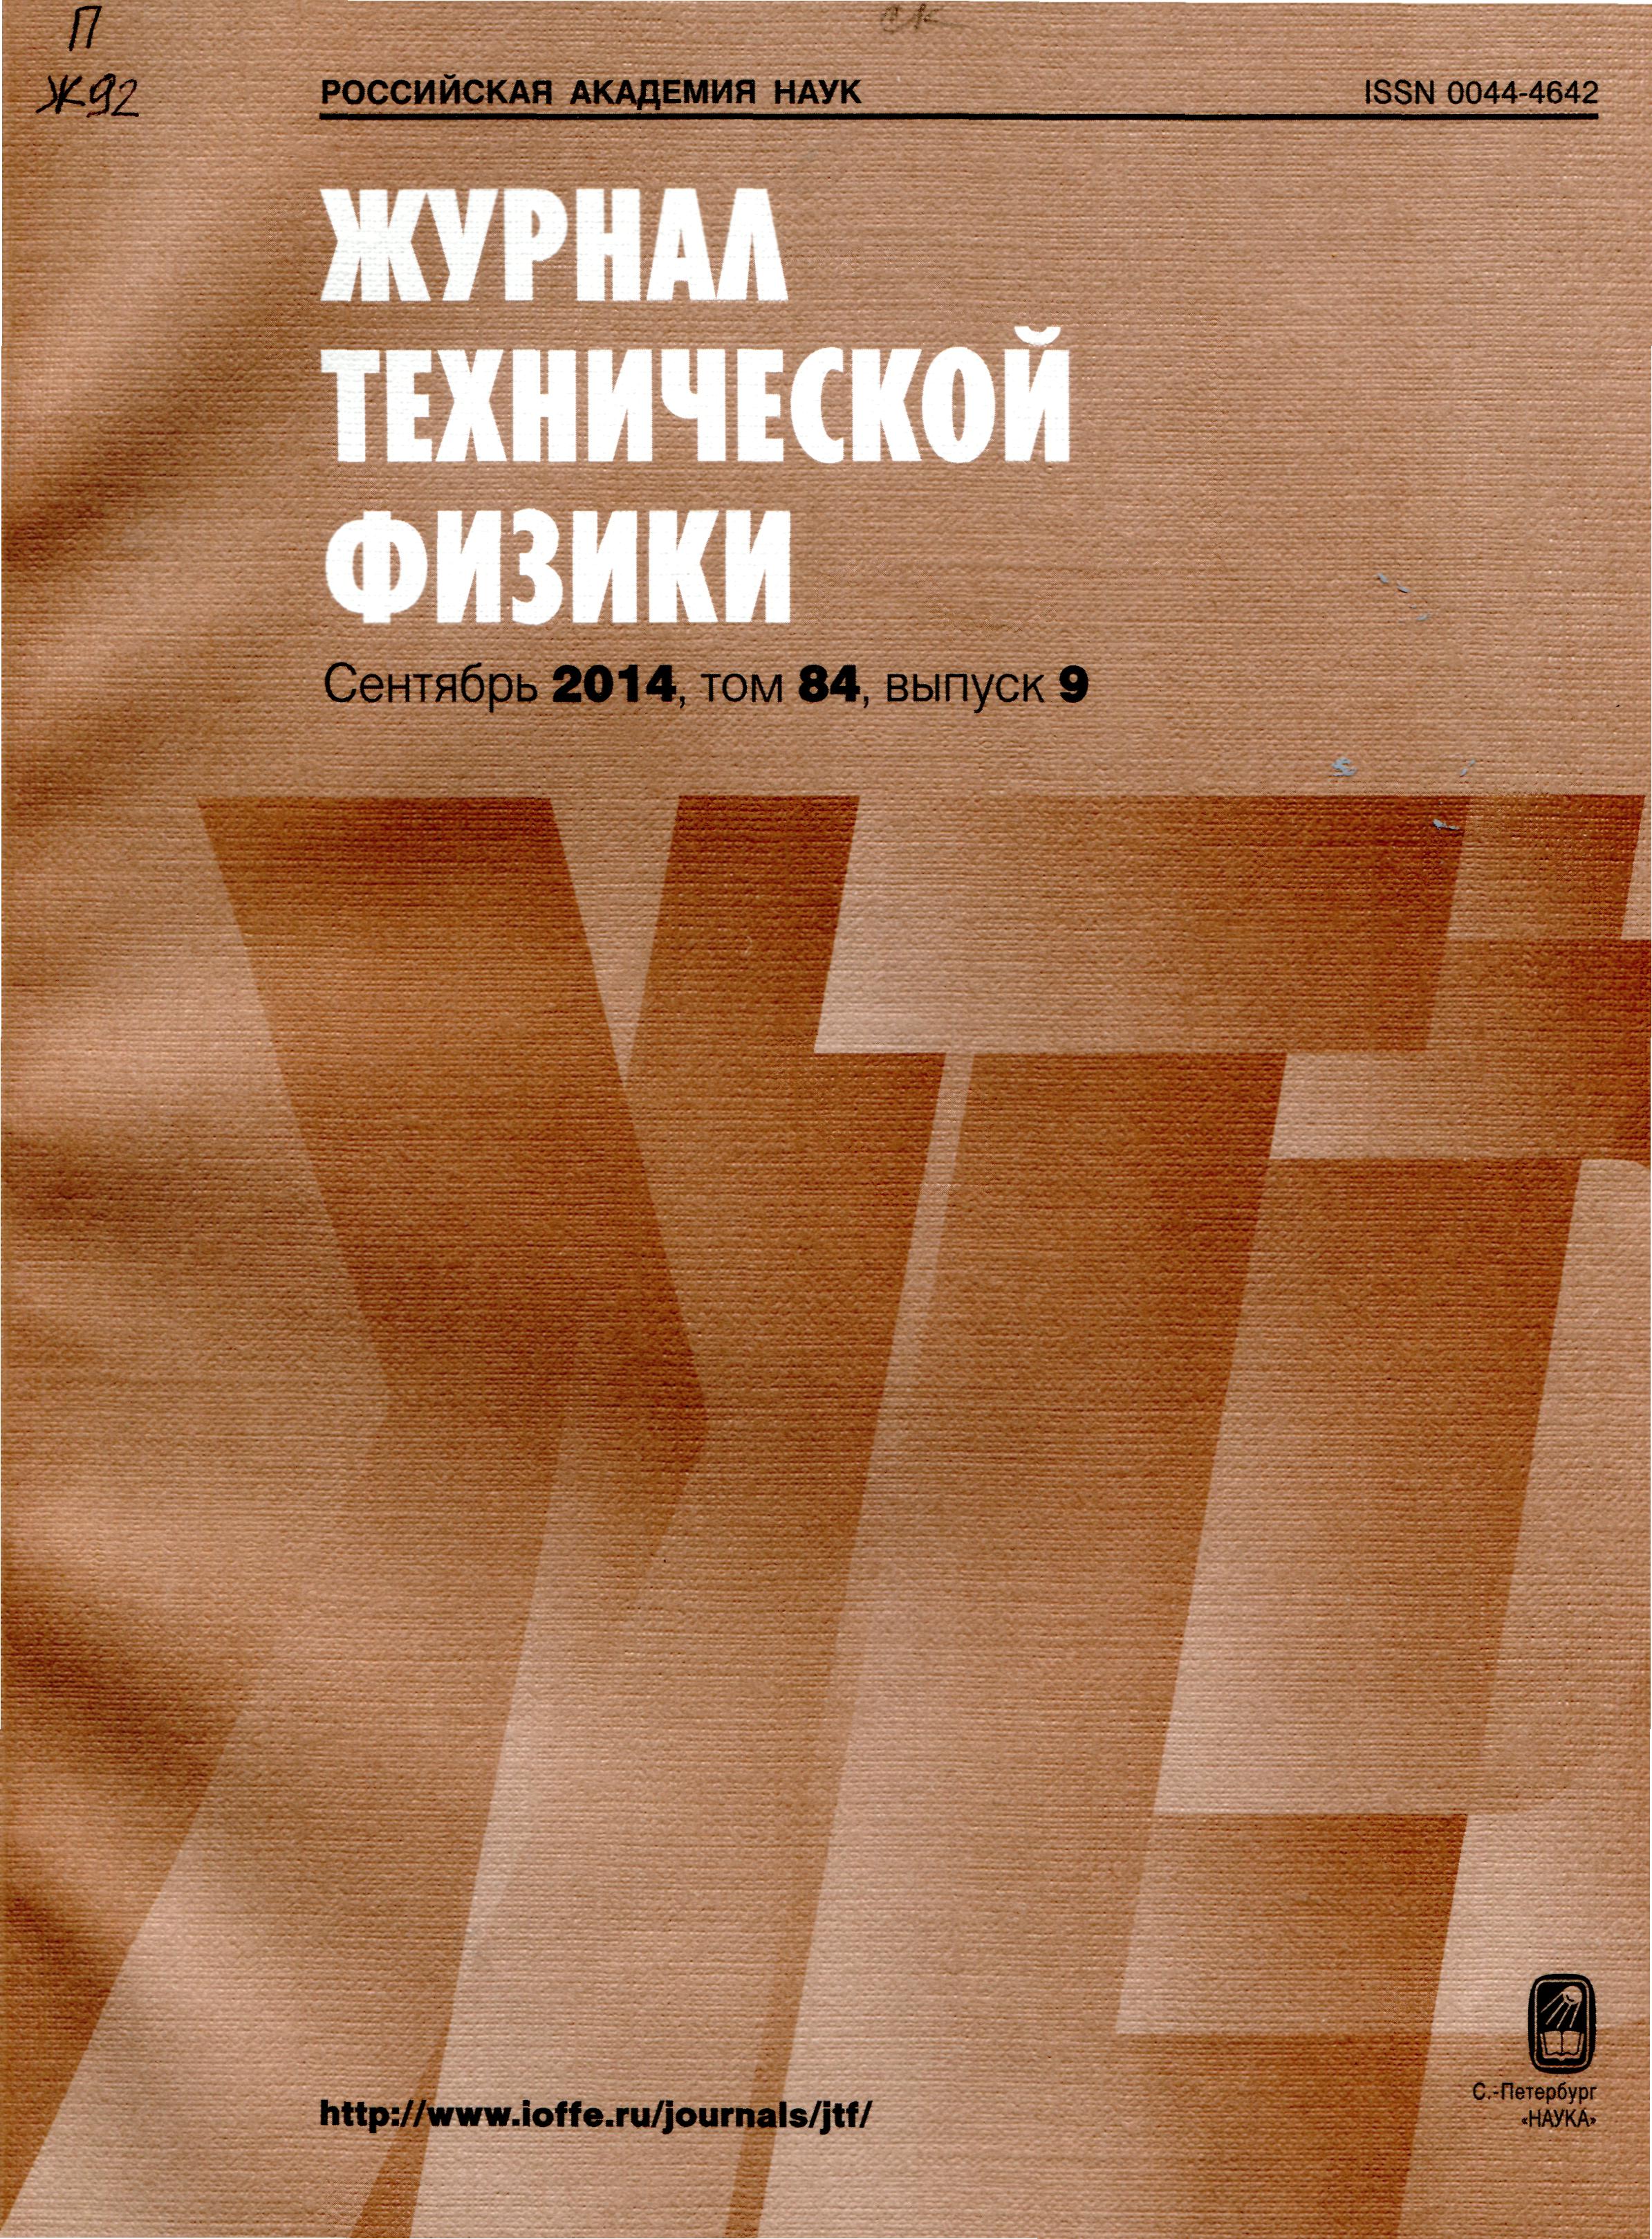 П
Ж92
РОССИЙСКАЯ АКАДЕМИЯ НАУК
ISSN 0044-4642
ЖУРНАЛ
ТЕХНИЧЕСКОЙ
ФИЗИКИ
Сентябрь 2014, том 84, выпуск 9
http://www.ioffe.ru/journals/jtf/
С.-Петербург
«НАУКА»